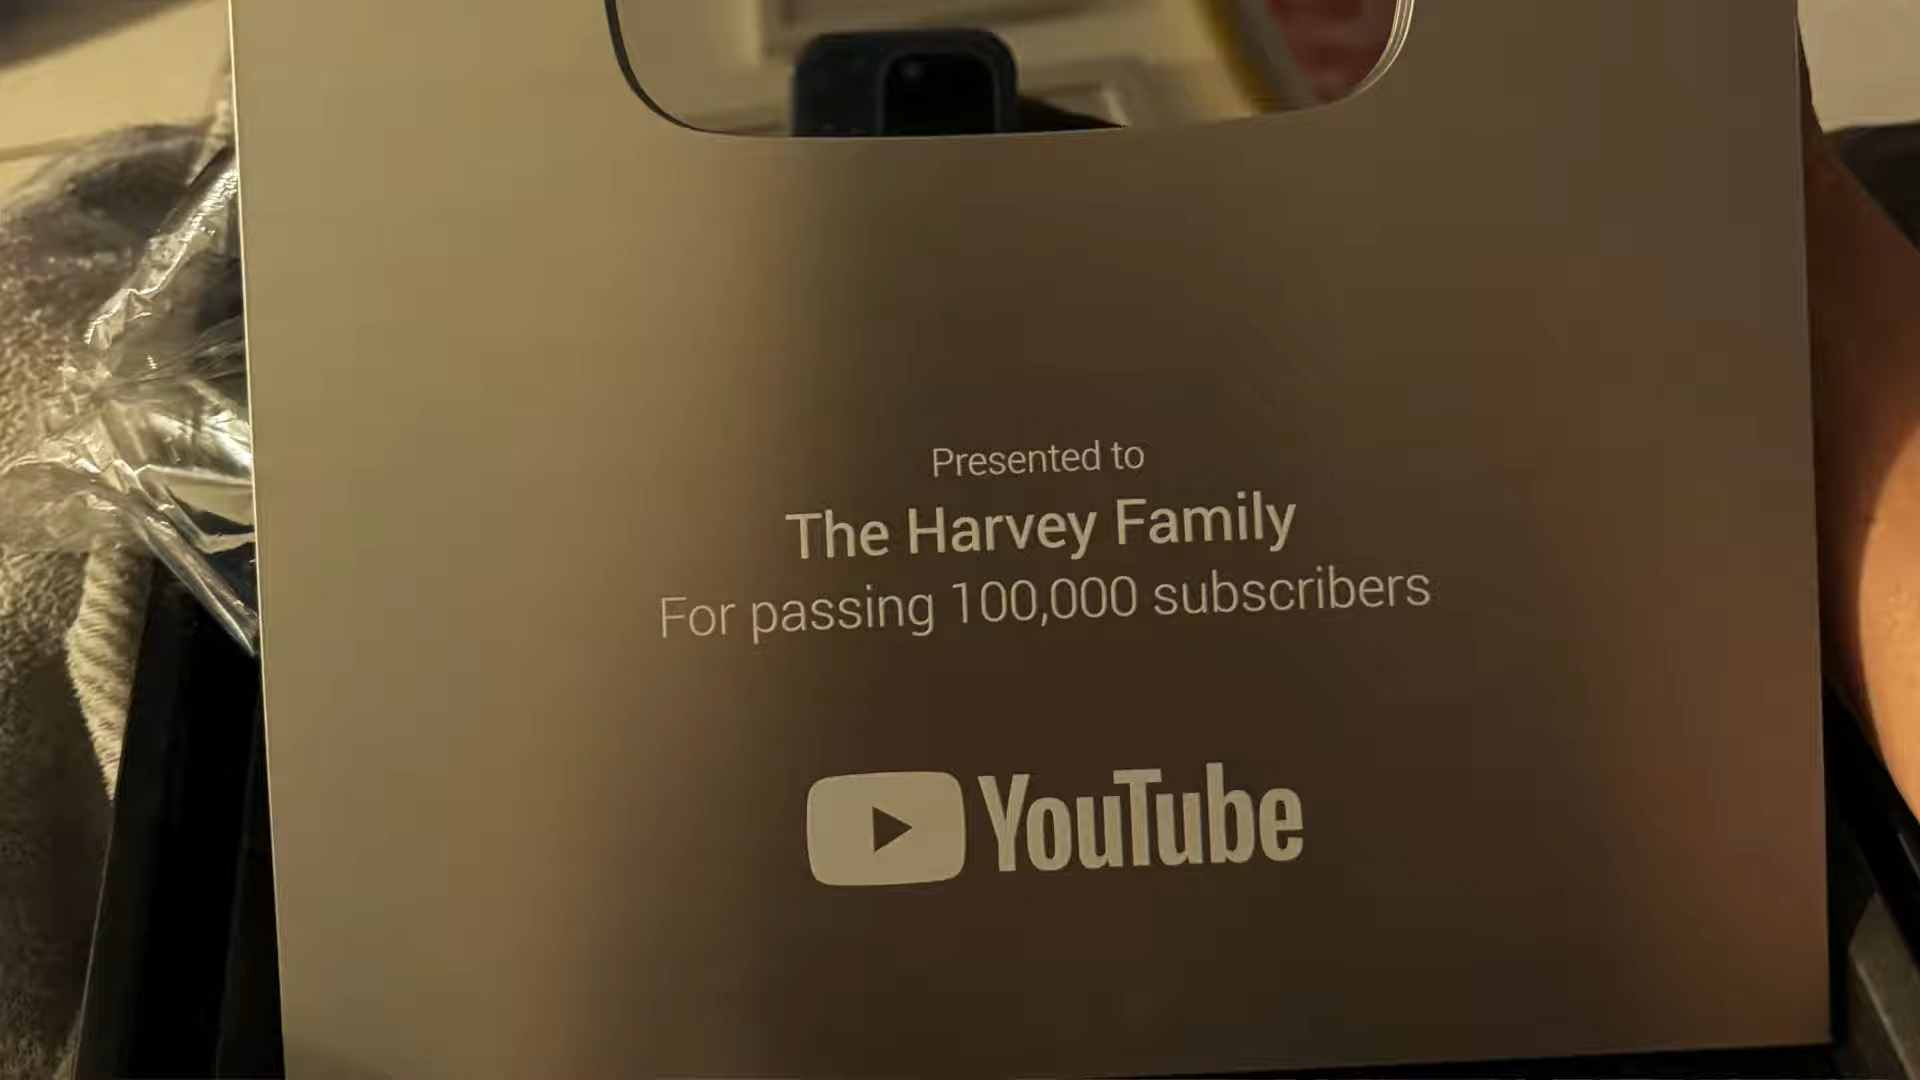 Presented to
The Harvey Family
For passing 100,000 subscribers
YouTube